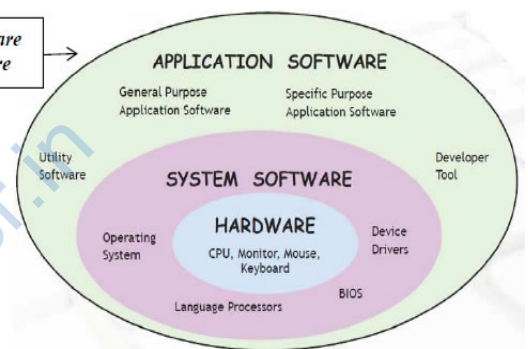 are
re
APPLICATION SOFTWARE
General Purpose
Application Software
Specific Purpose
Application Software
Utility
Software
Developer
Tool
SYSTEM SOFTWARE
Operating
System
Device
Drivers
HARDWARE
CPU, Monitor, Mouse,
Keyboard
BIOS
Language Processors
r.in